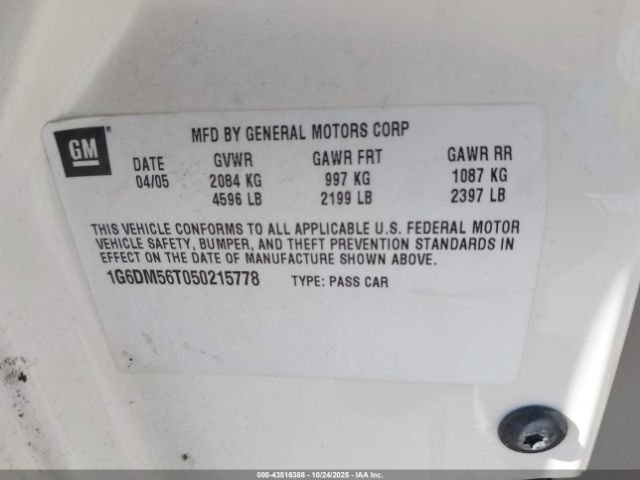 GM
MFD BY GENERAL MOTORS CORP
DATE GVWR GAWR FRT GAWR RR
04/05 2084 KG 997 KG 1087 KG
4596 LB 2199 LB 2397 LB
THIS VEHICLE CONFORMS TO ALL APPLICABLE U.S. FEDERAL MOTOR
VEHICLE SAFETY, BUMPER, AND THEFT PREVENTION STANDARDS IN
EFFECT ON THE DATE OF MANUFACTURE SHOWN ABOVE.
1G6DM56T050215778 TYPE: PASS CAR
000-43516388 - 10/24/2025 - Copart, Inc.